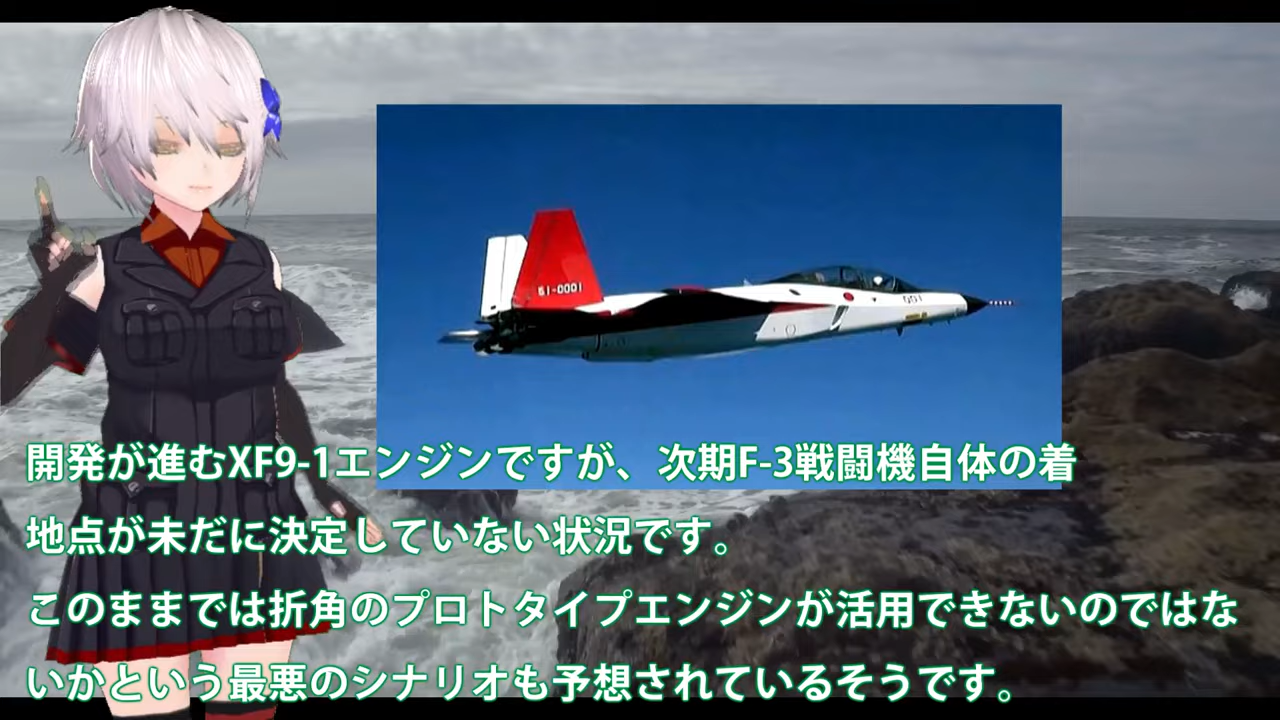 51-0001
001
開発が進むXF9-1エンジンですが、次期F-3戦闘機自体の着
地点が未だに決定していない状況です。
このままでは折角のプロトタイプエンジンが活用できないのではな
いかという最悪のシナリオも予想されているそうです。